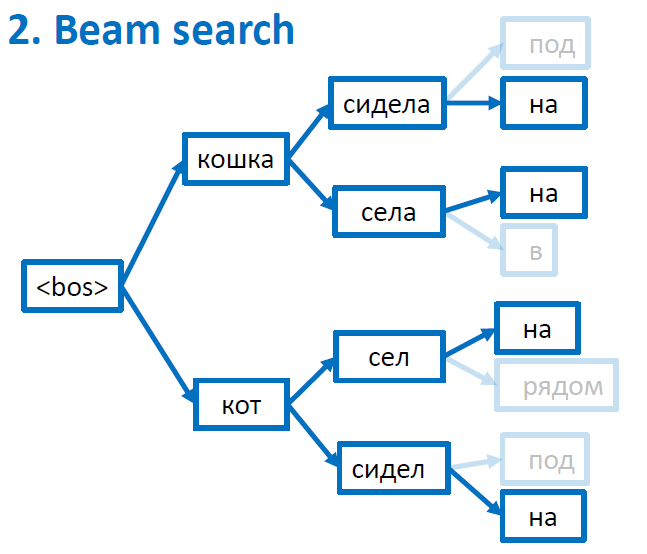 2. Beam search
под
сидела
на
кошка
на
села
в
<bos>
на
сел
рядом
кот
под
сидел
на